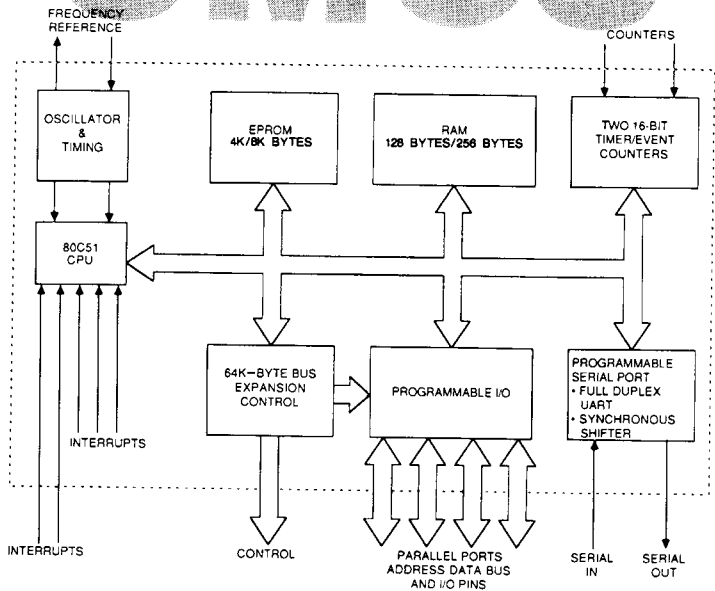 FREQUENCY
REFERENCE
COUNTERS
OSCILLATOR
&
TIMING
EPROM
4K/8K BYTES
RAM
128 BYTES/256 BYTES
TWO 16-BIT
TIMER/EVENT
COUNTERS
80C51
CPU
64K-BYTE BUS
EXPANSION
CONTROL
PROGRAMMABLE I/O
PROGRAMMABLE
SERIAL PORT
• FULL DUPLEX
UART
• SYNCHRONOUS
SHIFTER
INTERRUPTS
INTERRUPTS
CONTROL
PARALLEL PORTS
ADDRESS DATA BUS
AND I/O PINS
SERIAL
IN
SERIAL
OUT